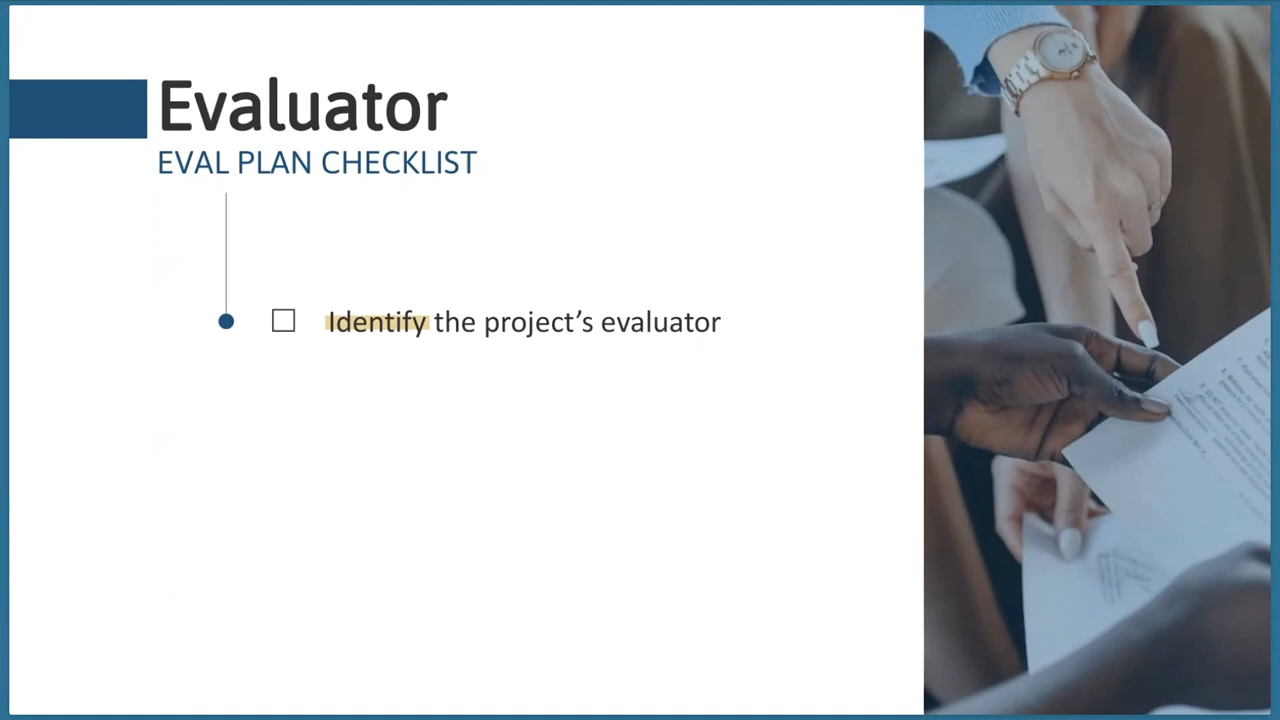 Evaluator
EVAL PLAN CHECKLIST
Identify the project’s evaluator